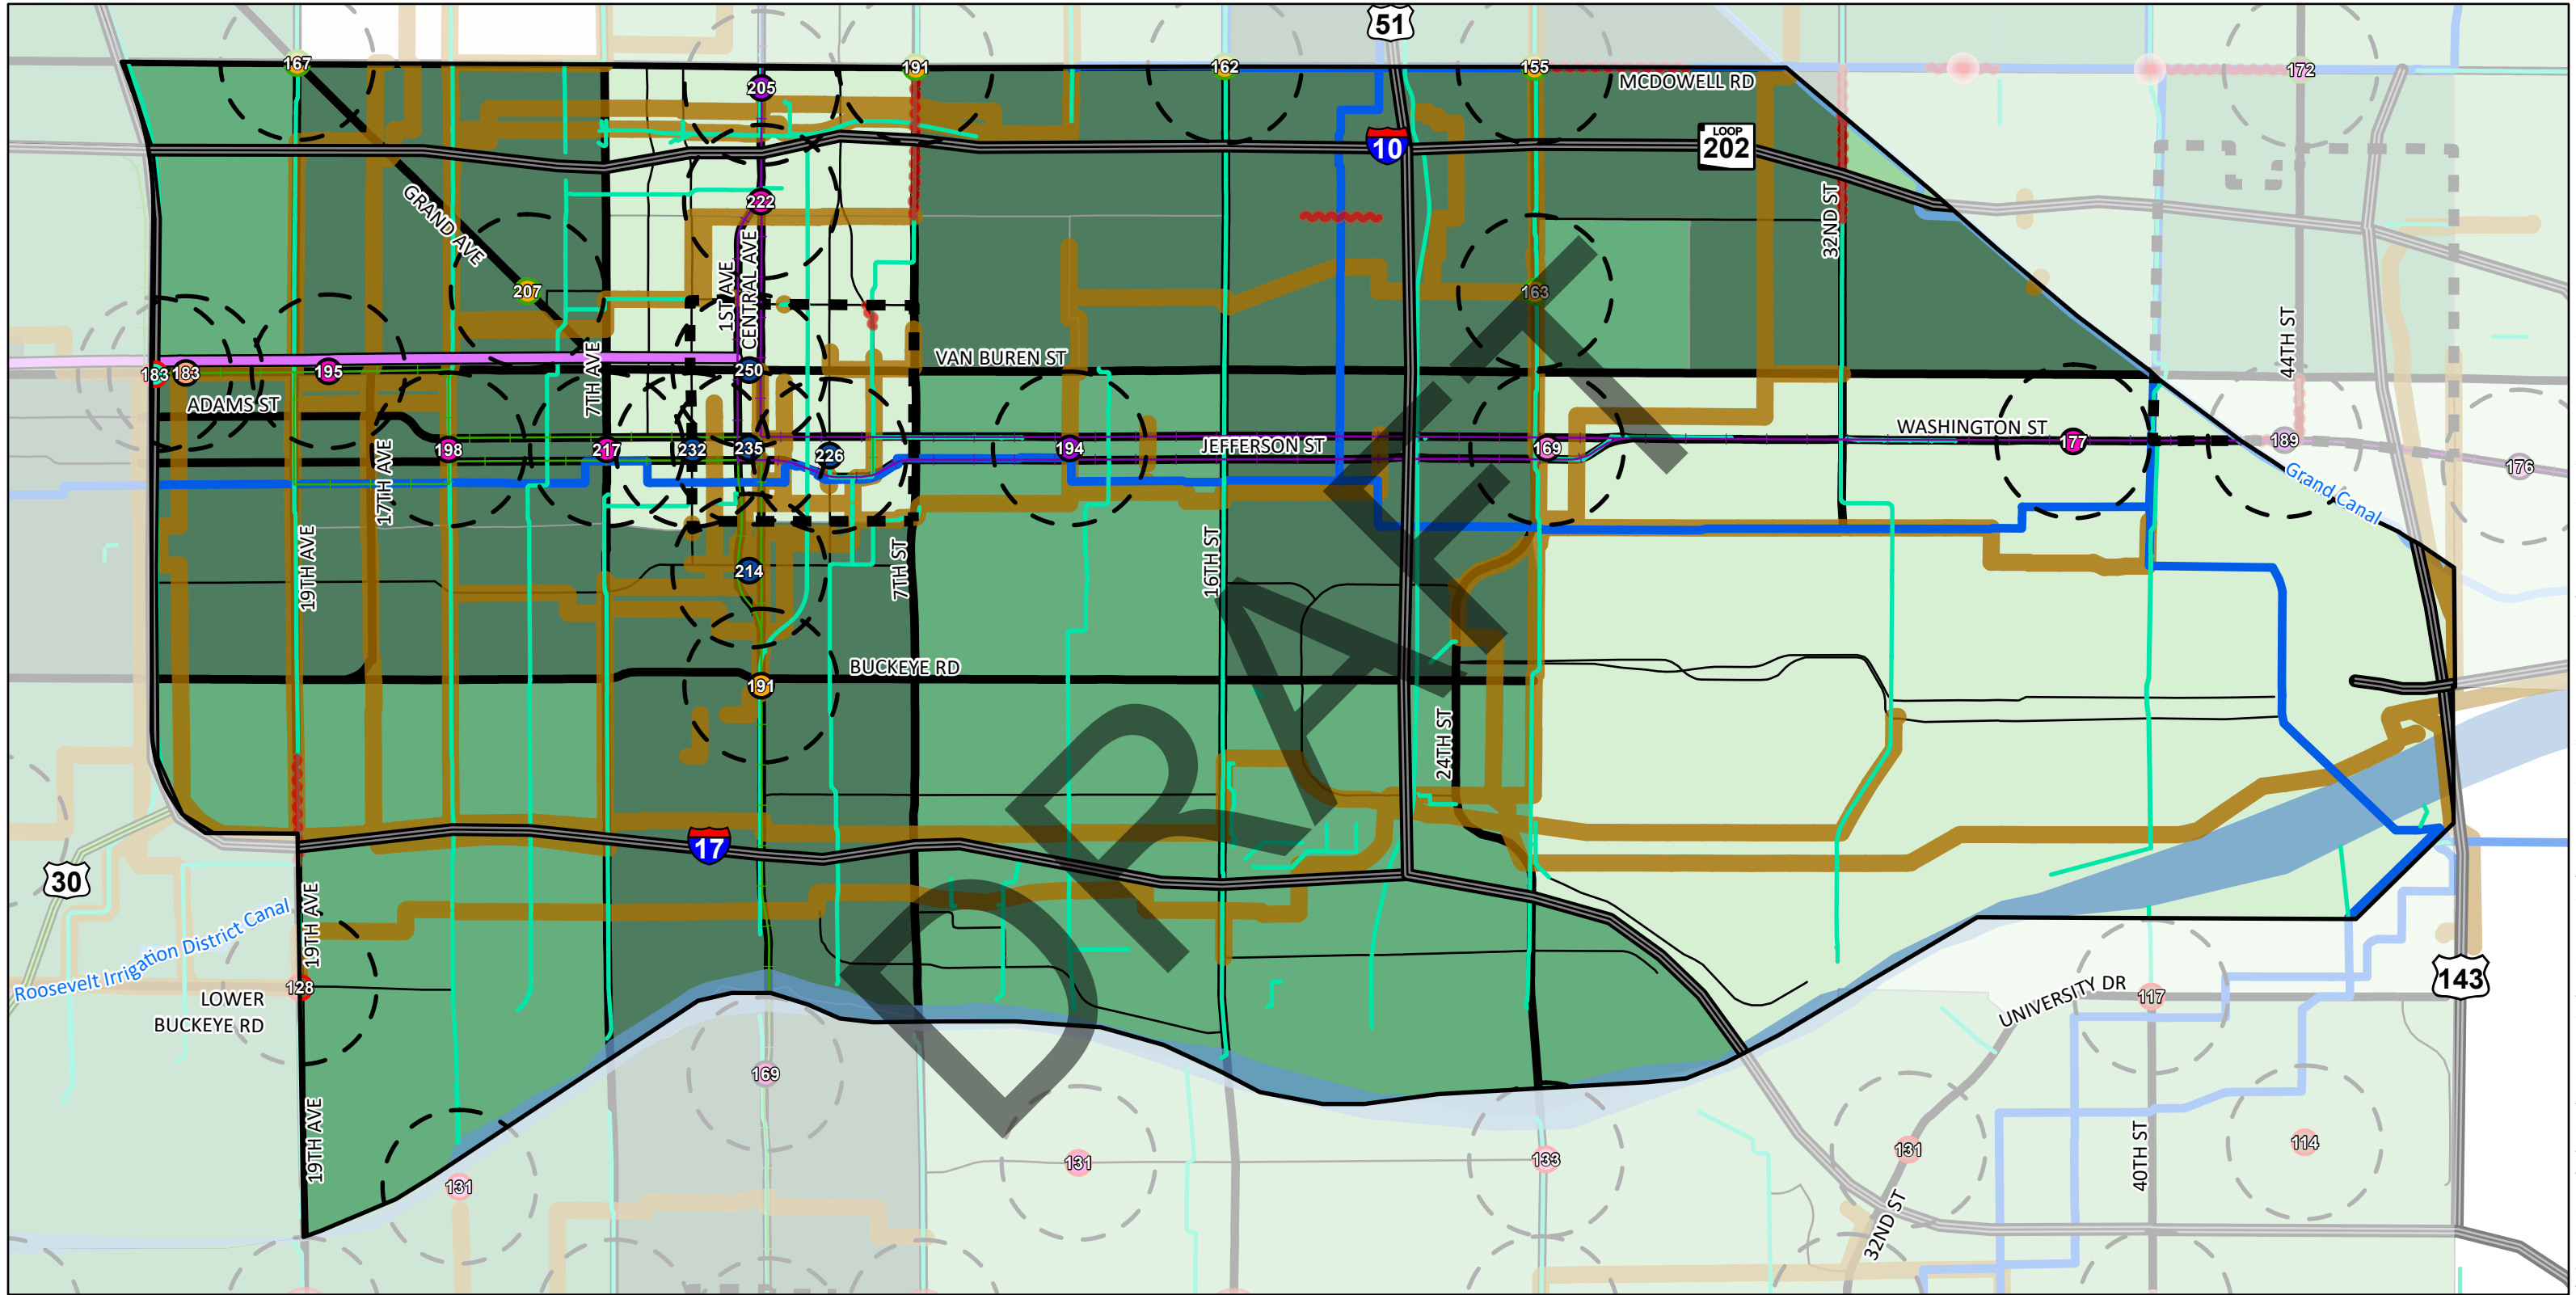 51
167
205
191
162
155
172
MCDOWELL RD
10
LOOP
202
GRAND AVE
222
32ND ST
207
1ST AVE
CENTRAL AVE
163
44TH ST
7TH AVE
VAN BUREN ST
183
183
195
250
ADAMS ST
17TH AVE
198
217
232
235
226
194
JEFFERSON ST
169
WASHINGTON ST
177
189
176
Grand Canal
19TH AVE
214
7TH ST
16TH ST
BUCKEYE RD
191
24TH ST
DRAFT
17
30
19TH AVE
Roosevelt Irrigation District Canal
LOWER
BUCKEYE RD
128
143
UNIVERSITY DR
117
169
19TH AVE
131
131
133
131
114
40TH ST
32ND ST